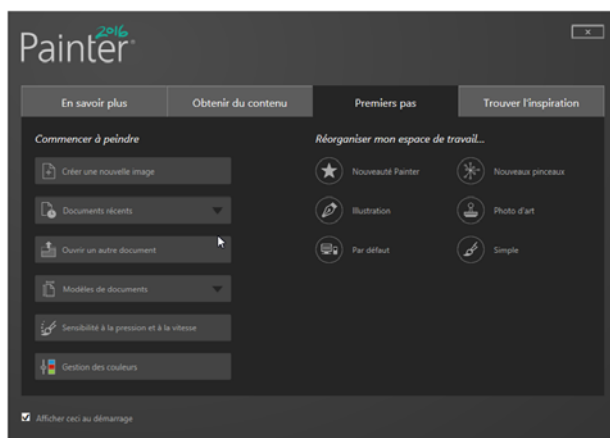 Painter 2016
x
En savoir plus
Obtenir du contenu
Premiers pas
Trouver l'inspiration
Commencer à peindre
Créer une nouvelle image
Documents récents
Ouvrir un autre document
Modèles de documents
Sensibilité à la pression et à la vitesse
Gestion des couleurs
Réorganiser mon espace de travail...
Nouveauté Painter
Nouveaux pinceaux
Illustration
Photo d'art
Par défaut
Simple
Afficher ceci au démarrage